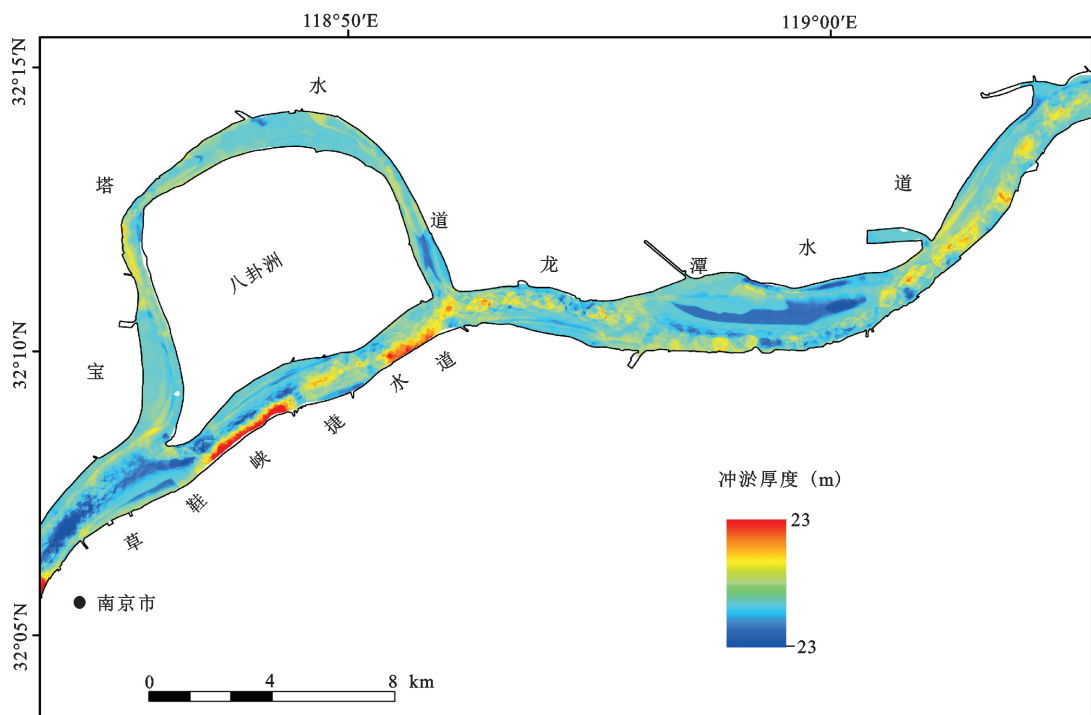 118°50′E
119°00′E
32°15′N
32°10′N
32°05′N
宝塔水道
八卦洲
草鞋峡捷水道
龙潭水道
南京市
冲淤厚度 (m)
23
-23
0 4 8 km